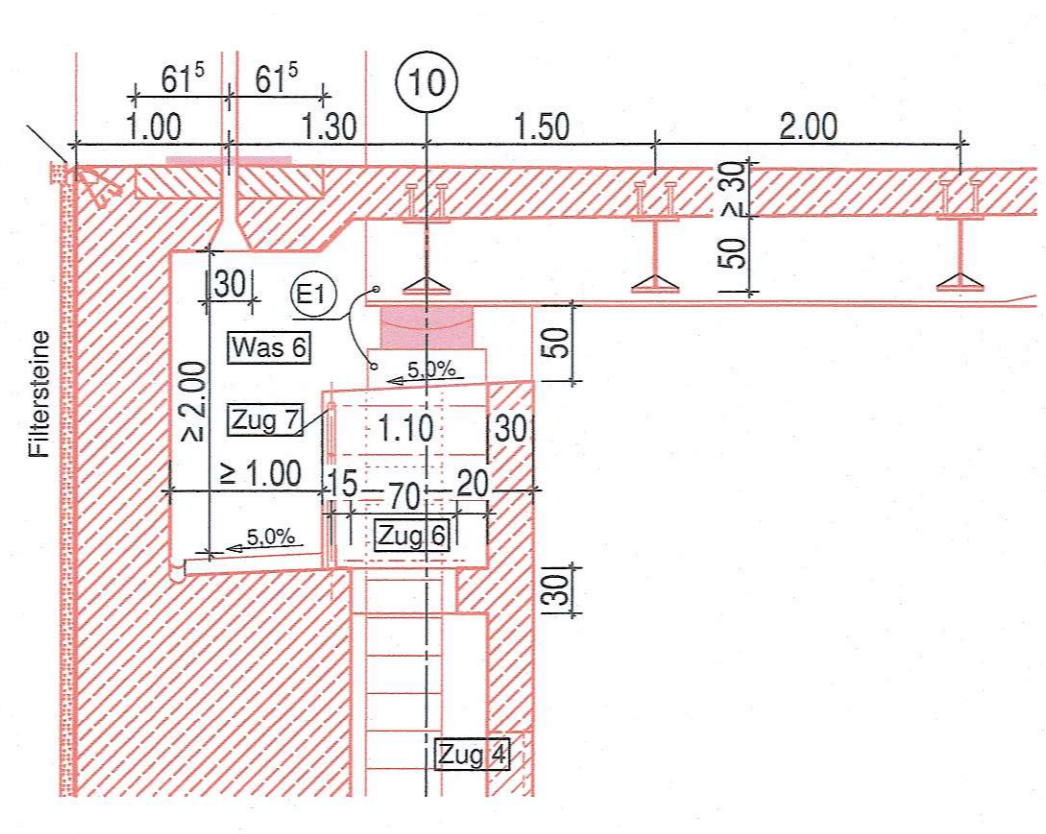 61⁵ 61⁵ 10
1.00 1.30 1.50 2.00
≥ 30
50
30 E1
50
Was 6
5,0%
≥ 2.00
Zug 7 1.10 30
Filtersteine
≥ 1.00 15 70 20
Zug 6
5,0%
30
Zug 4